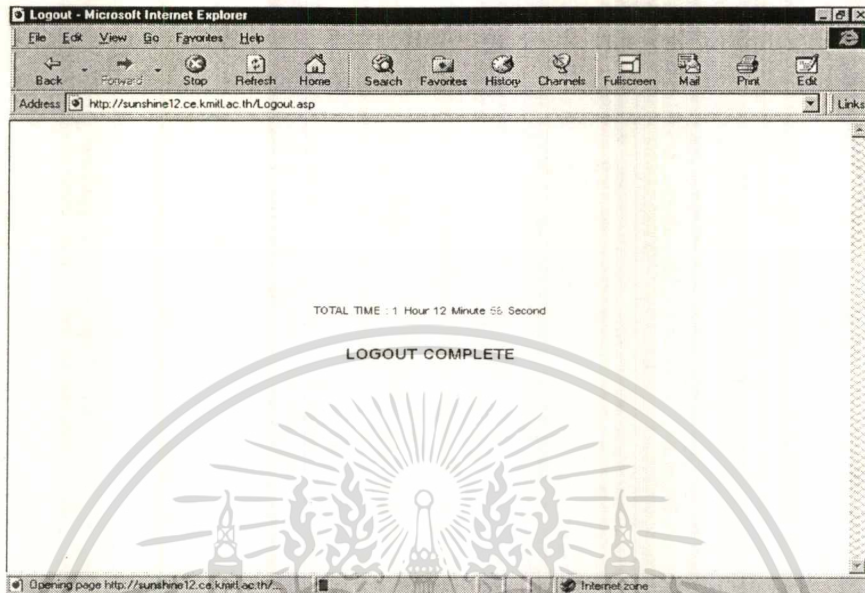 Logout - Microsoft Internet Explorer
File Edit View Go Favorites Help
Back Forward Stop Refresh Home Search Favorites History Channels Fullscreen Mail Print Edit
Address http://sunshine12.ce.kmitl.ac.th/Logout.asp Links
TOTAL TIME : 1 Hour 12 Minute Second
LOGOUT COMPLETE
Opening page http://sunshine12.ce.kmitl.ac.th/... Internet zone